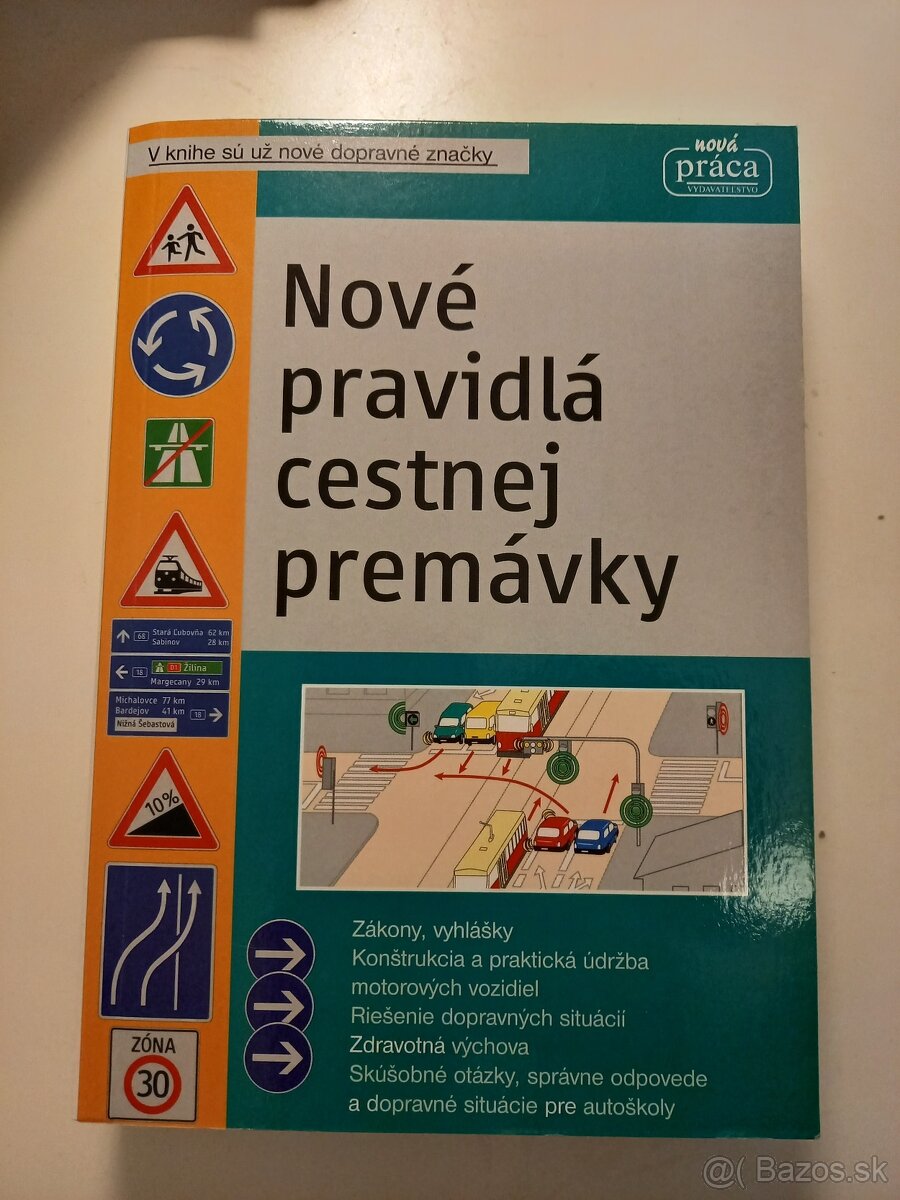 V knihe sú už nové dopravné značky
nová
práca
VYDAVATEĽSTVO
Nové
pravidlá
cestnej
premávky
66 Stará Ľubovňa 62 km
Sabinov 28 km
18 D1 Žilina
Margecany 29 km
Michalovce 77 km
Bardejov 41 km
Nižná Šebastová 18
10%
ZÓNA
30
Zákony, vyhlášky
Konštrukcia a praktická údržba
motorových vozidiel
Riešenie dopravných situácií
Zdravotná výchova
Skúšobné otázky, správne odpovede
a dopravné situácie pre autoškoly
@( Bazos.sk